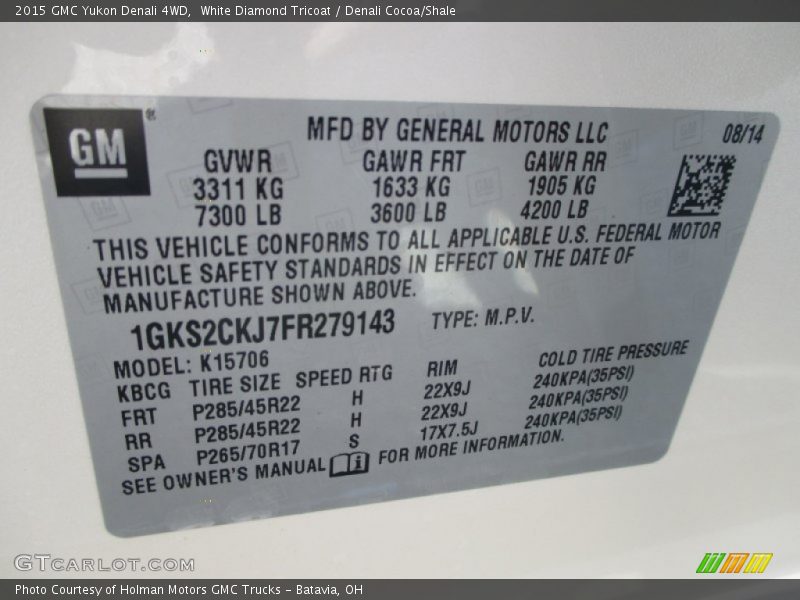 2015 GMC Yukon Denali 4WD,  White Diamond Tricoat / Denali Cocoa/Shale
GM ®
MFD BY GENERAL MOTORS LLC 08/14
GVWR GAWR FRT GAWR RR
3311 KG 1633 KG 1905 KG
7300 LB 3600 LB 4200 LB
THIS VEHICLE CONFORMS TO ALL APPLICABLE U.S. FEDERAL MOTOR
VEHICLE SAFETY STANDARDS IN EFFECT ON THE DATE OF
MANUFACTURE SHOWN ABOVE.
1GKS2CKJ7FR279143 TYPE: M.P.V.
MODEL: K15706
KBCG TIRE SIZE SPEED RTG RIM COLD TIRE PRESSURE
FRT P285/45R22 H 22X9J 240KPA(35PSI)
RR P285/45R22 H 22X9J 240KPA(35PSI)
SPA P265/70R17 S 17X7.5J 240KPA(35PSI)
SEE OWNER'S MANUAL i FOR MORE INFORMATION.
GTCARLOT.COM
Photo Courtesy of Holman Motors GMC Trucks – Batavia, OH